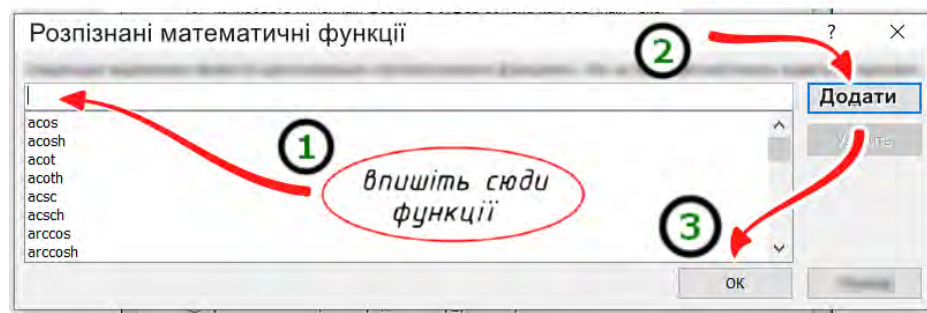 Розпізнані математичні функції
?
2
Додати
acos
acosh
acot
acoth
acsc
acsch
arccos
arccosh
1
впишіть сюди
функції
3
ОК